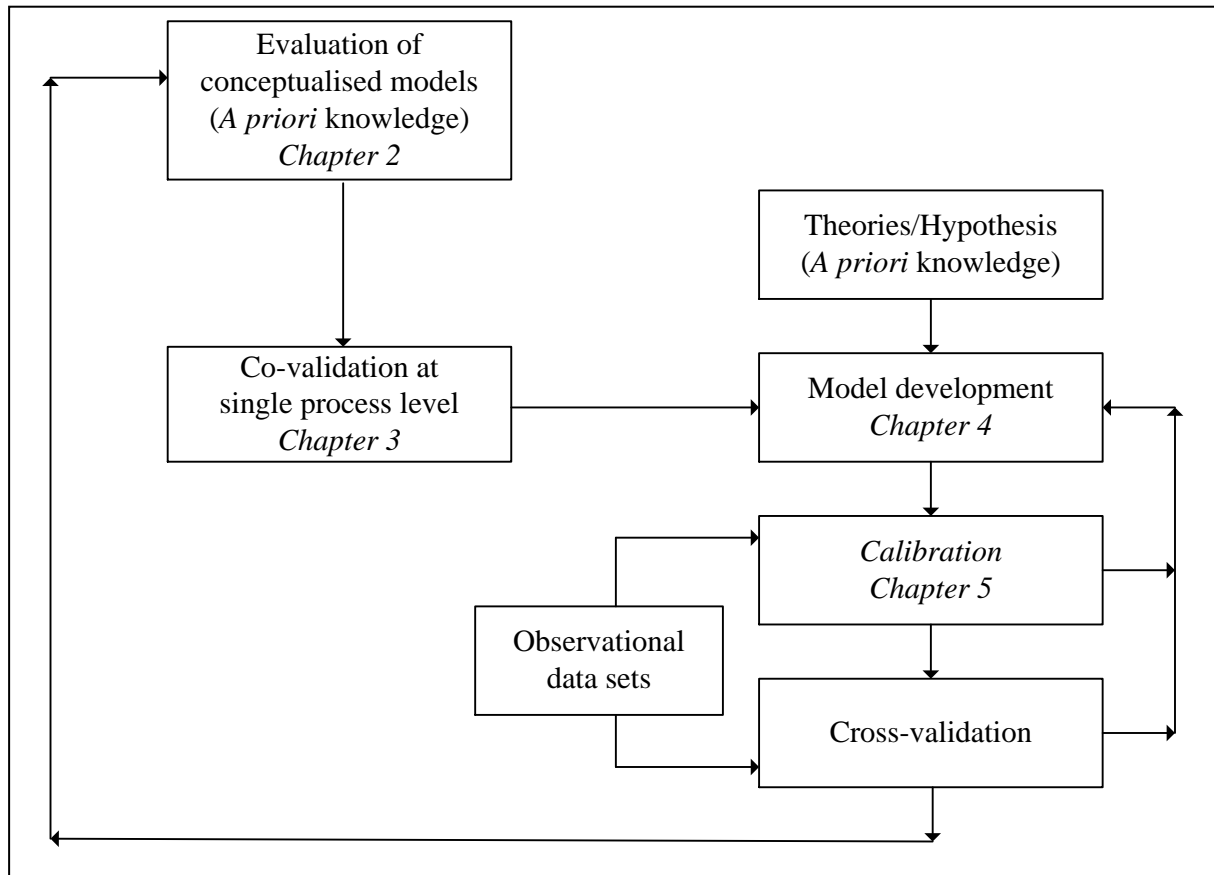 Evaluation of
conceptualised models
(A priori knowledge)
Chapter 2
Theories/Hypothesis
(A priori knowledge)
Co-validation at
single process level
Chapter 3
Model development
Chapter 4
Calibration
Chapter 5
Observational
data sets
Cross-validation